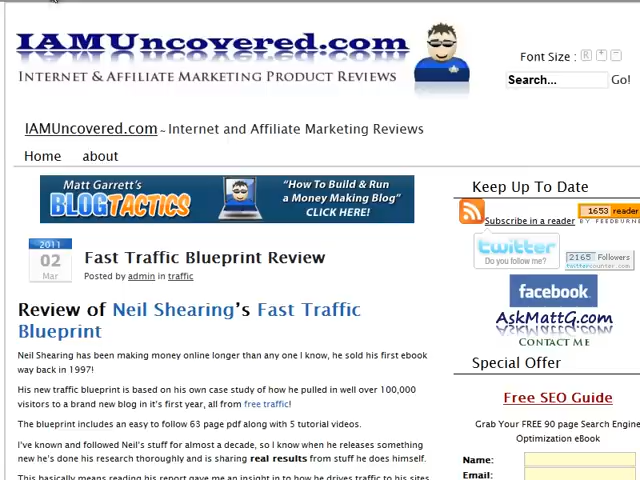 IAMUncovered.com
Internet & Affiliate Marketing Product Reviews
Font Size : R + -
Search... Go!
IAMUncovered.com ~ Internet and Affiliate Marketing Reviews
Home about
Matt Garrett's
BLOGTACTICS
"How To Build & Run
a Money Making Blog"
CLICK HERE!
Keep Up To Date
Subscribe in a reader
1653 reader
BY FEEDBURNE
twitter
Do you follow me?
2165 Followers
twittercounter.com
facebook.
AskMattG.com
Contact Me
2011
02
Mar
Fast Traffic Blueprint Review
Posted by admin in traffic
Review of Neil Shearing's Fast Traffic
Blueprint
Neil Shearing has been making money online longer than any one I know, he sold his first ebook
way back in 1997!
His new traffic blueprint is based on his own case study of how he pulled in well over 100,000
visitors to a brand new blog in it's first year, all from free traffic!
The blueprint includes an easy to follow 63 page pdf along with 5 tutorial videos.
I've known and followed Neil's stuff for almost a decade, so I know when he releases something
new he's done his research thoroughly and is sharing real results from stuff he does himself.
This basically means reading his report gave me an insight in to how he drives traffic to his sites
Special Offer
Free SEO Guide
Grab Your FREE 90 page Search Engine
Optimization eBook
Name:
Email: